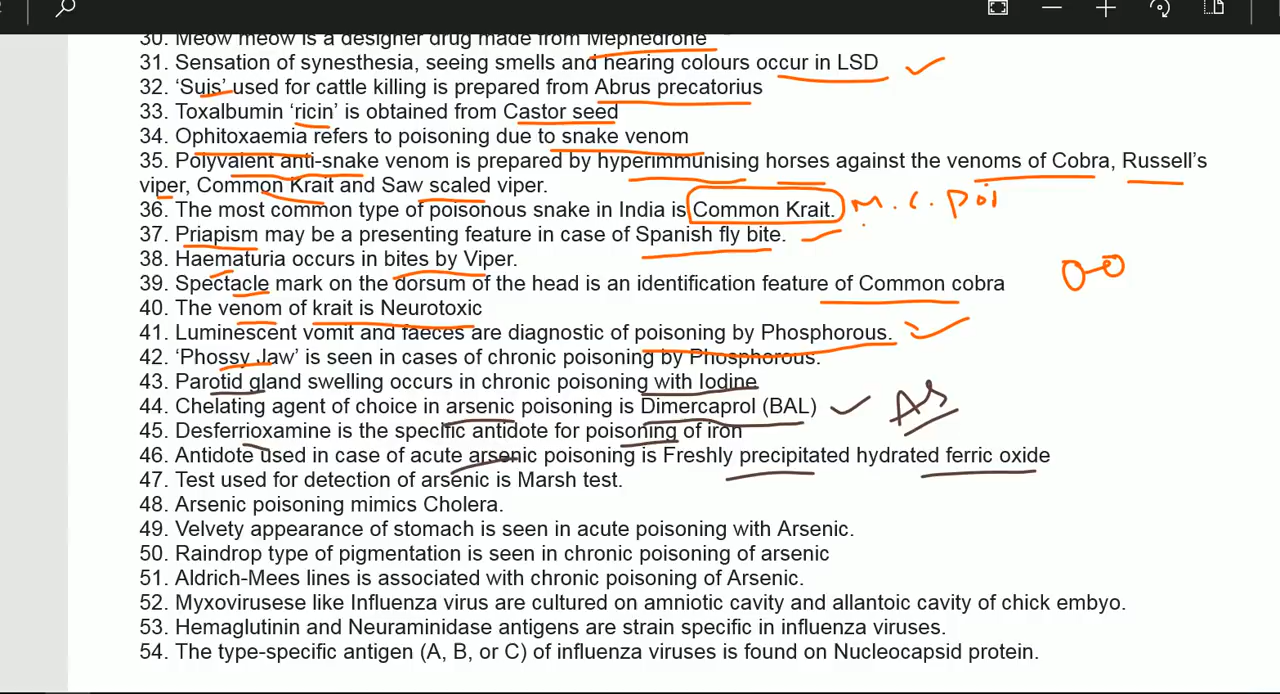 30. Meow meow is a designer drug made from Mephedrone
31. Sensation of synesthesia, seeing smells and hearing colours occur in LSD
32. ‘Suis’ used for cattle killing is prepared from Abrus precatorius
33. Toxalbumin ‘ricin’ is obtained from Castor seed
34. Ophitoxaemia refers to poisoning due to snake venom
35. Polyvalent anti-snake venom is prepared by hyperimmunising horses against the venoms of Cobra, Russell’s
viper, Common Krait and Saw scaled viper.
36. The most common type of poisonous snake in India is Common Krait. M. C. Poi
37. Priapism may be a presenting feature in case of Spanish fly bite.
38. Haematuria occurs in bites by Viper.
39. Spectacle mark on the dorsum of the head is an identification feature of Common cobra
40. The venom of krait is Neurotoxic
41. Luminescent vomit and faeces are diagnostic of poisoning by Phosphorous.
42. ‘Phossy Jaw’ is seen in cases of chronic poisoning by Phosphorous.
43. Parotid gland swelling occurs in chronic poisoning with Iodine
44. Chelating agent of choice in arsenic poisoning is Dimercaprol (BAL) As
45. Desferrioxamine is the specific antidote for poisoning of iron
46. Antidote used in case of acute arsenic poisoning is Freshly precipitated hydrated ferric oxide
47. Test used for detection of arsenic is Marsh test.
48. Arsenic poisoning mimics Cholera.
49. Velvety appearance of stomach is seen in acute poisoning with Arsenic.
50. Raindrop type of pigmentation is seen in chronic poisoning of arsenic
51. Aldrich-Mees lines is associated with chronic poisoning of Arsenic.
52. Myxovirusese like Influenza virus are cultured on amniotic cavity and allantoic cavity of chick embyo.
53. Hemaglutinin and Neuraminidase antigens are strain specific in influenza viruses.
54. The type-specific antigen (A, B, or C) of influenza viruses is found on Nucleocapsid protein.